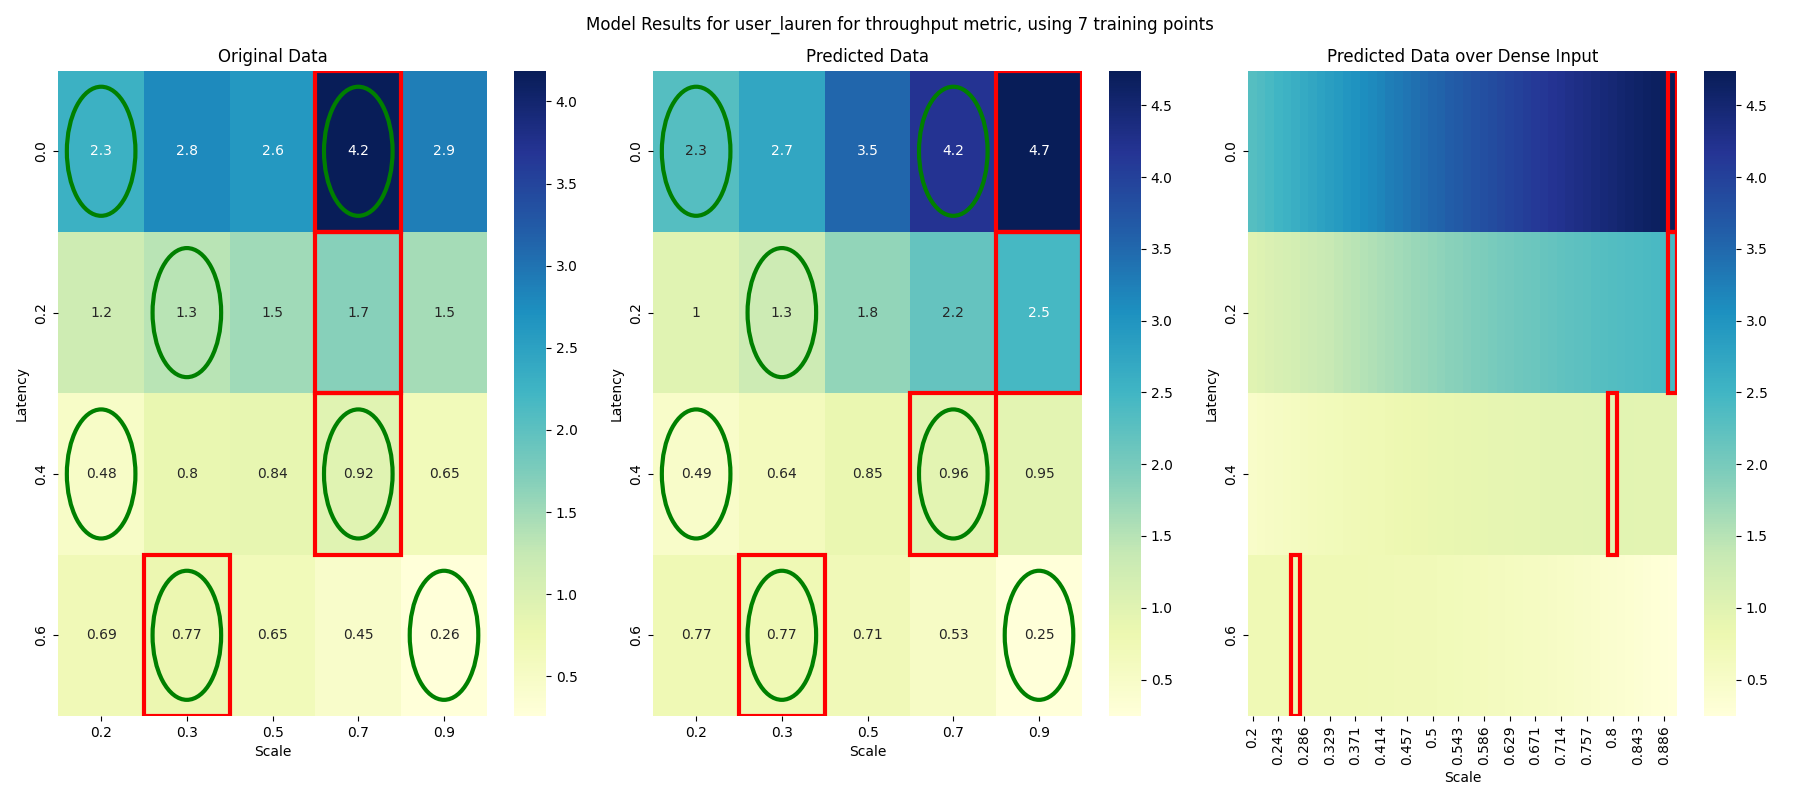 Model Results for user_lauren for throughput metric, using 7 training points
Original Data
2.3 2.8 2.6 4.2 2.9
1.2 1.3 1.5 1.7 1.5
0.48 0.8 0.84 0.92 0.65
0.69 0.77 0.65 0.45 0.26
0.0
0.2
0.4
0.6
Latency
0.2 0.3 0.5 0.7 0.9
Scale
4.0
3.5
3.0
2.5
2.0
1.5
1.0
0.5
Predicted Data
2.3 2.7 3.5 4.2 4.7
1 1.3 1.8 2.2 2.5
0.49 0.64 0.85 0.96 0.95
0.77 0.77 0.71 0.53 0.25
0.0
0.2
0.4
0.6
Latency
0.2 0.3 0.5 0.7 0.9
Scale
4.5
4.0
3.5
3.0
2.5
2.0
1.5
1.0
0.5
Predicted Data over Dense Input
0.0
0.2
0.4
0.6
Latency
0.2 0.243 0.286 0.329 0.371 0.414 0.457 0.5 0.543 0.586 0.629 0.671 0.714 0.757 0.8 0.843 0.886
Scale
4.5
4.0
3.5
3.0
2.5
2.0
1.5
1.0
0.5